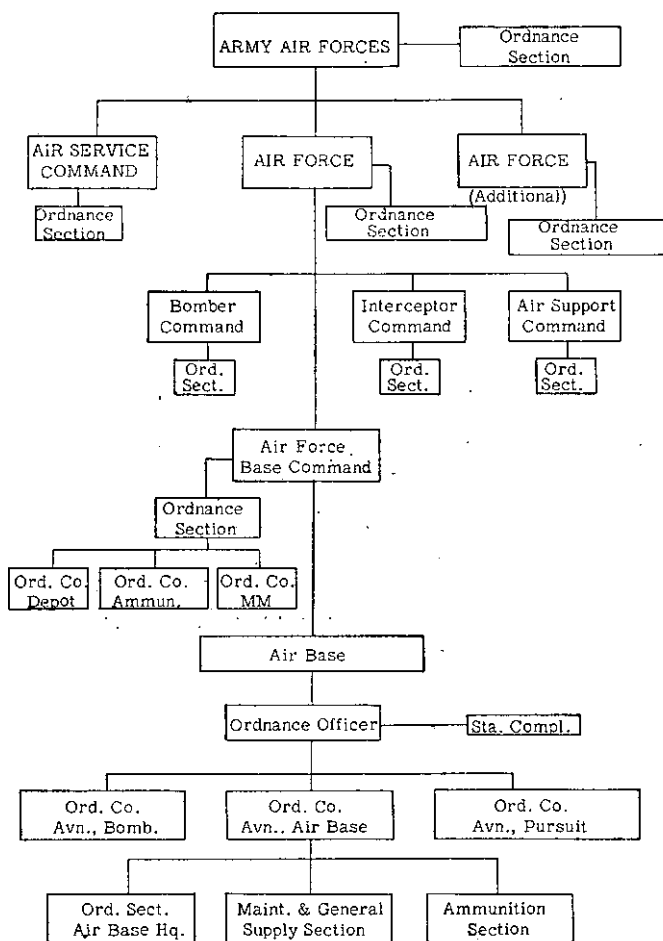 ARMY AIR FORCES
Ordnance
Section
AiR SERVICE
COMMAND
AIR FORCE
AIR FORCE
(Additional)
Ordnance
Section
Ordnance
Section
Ordnance
Section
Bomber
Command
Interceptor
Command
Air Support
Command
Ord.
Sect.
Ord.
Sect.
Ord.
Sect.
Air Force
Base Command
Ordnance
Section
Ord. Co.
Depot
Ord. Co.
Ammun.
Ord. Co.
MM
Air Base
Ordnance Officer
Sta. Compl.
Ord. Co.
Avn., Bomb.
Ord. Co.
Avn., Air Base
Ord. Co.
Avn., Pursuit
Ord. Sect.
Air Base Hq.
Maint. & General
Supply Section
Ammunition
Section